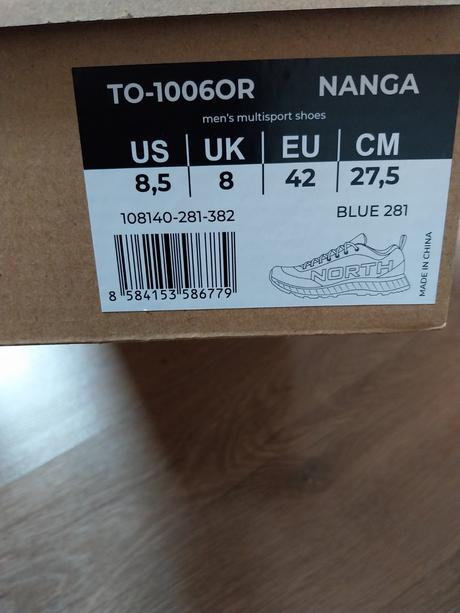 TO-1006OR NANGA
men's multisport shoes
US UK EU CM
8,5 8 42 27,5
108140-281-382 BLUE 281
8 584153 586779
NORTH
MADE IN CHINA